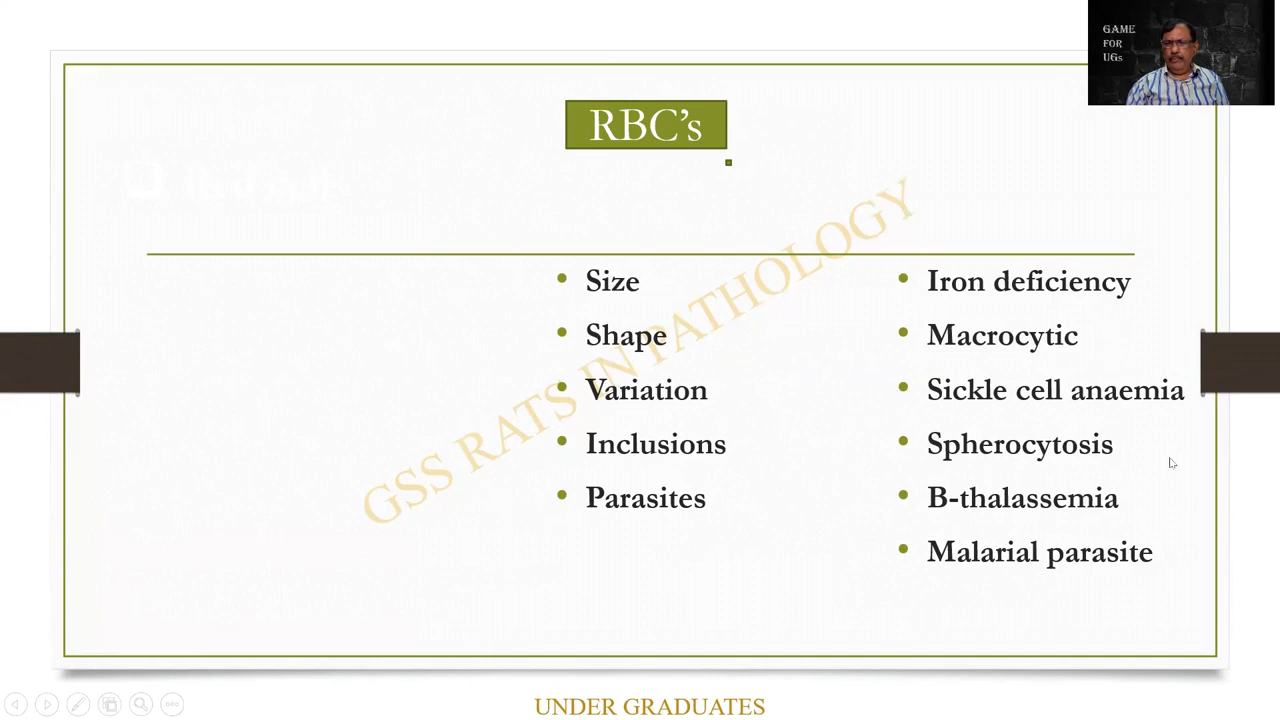 GAME
FOR
UGs
RBC’s
• Size
• Shape
• Variation
• Inclusions
• Parasites
• Iron deficiency
• Macrocytic
• Sickle cell anaemia
• Spherocytosis
• B-thalassemia
• Malarial parasite
GSS RATS IN PATHOLOGY
UNDER GRADUATES